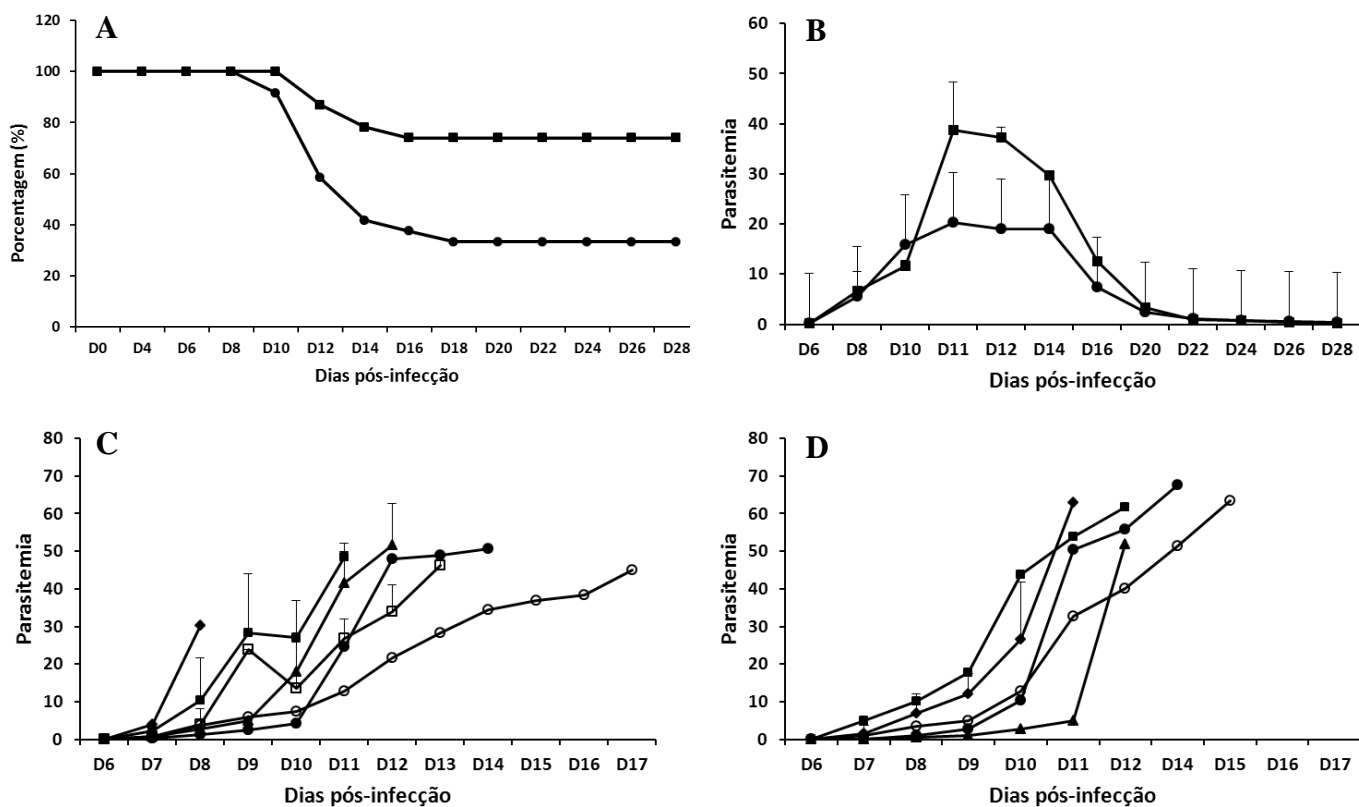 A
Porcentagem (%)
120
100
80
60
40
20
0
D0 D4 D6 D8 D10 D12 D14 D16 D18 D20 D22 D24 D26 D28
Dias pós-infecção
B
Parasitemia
60
50
40
30
20
10
0
D6 D8 D10 D11 D12 D14 D16 D20 D22 D24 D26 D28
Dias pós-infecção
C
Parasitemia
80
70
60
50
40
30
20
10
0
D6 D7 D8 D9 D10 D11 D12 D13 D14 D15 D16 D17
Dias pós-infecção
D
Parasitemia
80
70
60
50
40
30
20
10
0
D6 D7 D8 D9 D10 D11 D12 D14 D15 D16 D17
Dias pós-infecção